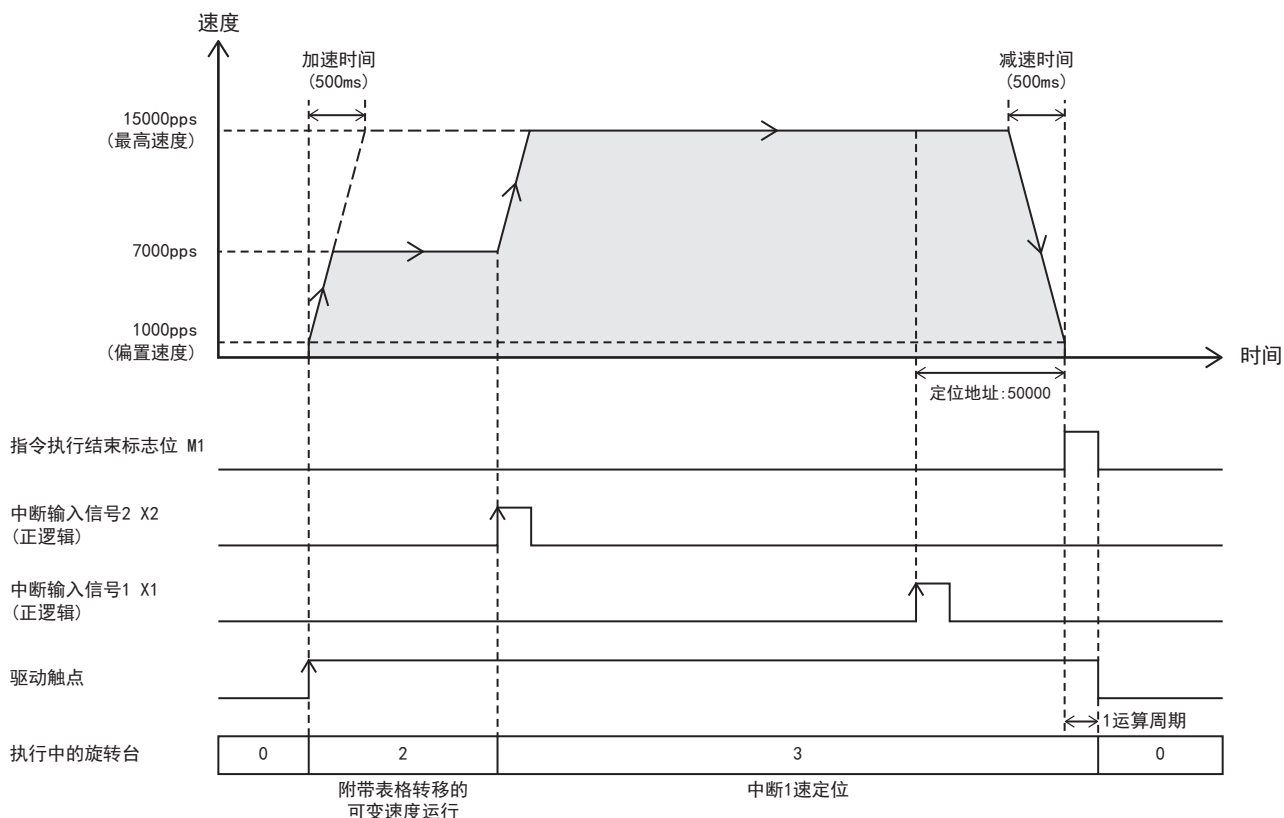 速度
加速时间
(500ms)
减速时间
(500ms)
15000pps
(最高速度)
7000pps
1000pps
(偏置速度)
时间
定位地址:50000
指令执行结束标志位 M1
中断输入信号2 X2
(正逻辑)
中断输入信号1 X1
(正逻辑)
驱动触点
1运算周期
执行中的旋转台
0
2
3
0
附带表格转移的
可变速度运行
中断1速定位